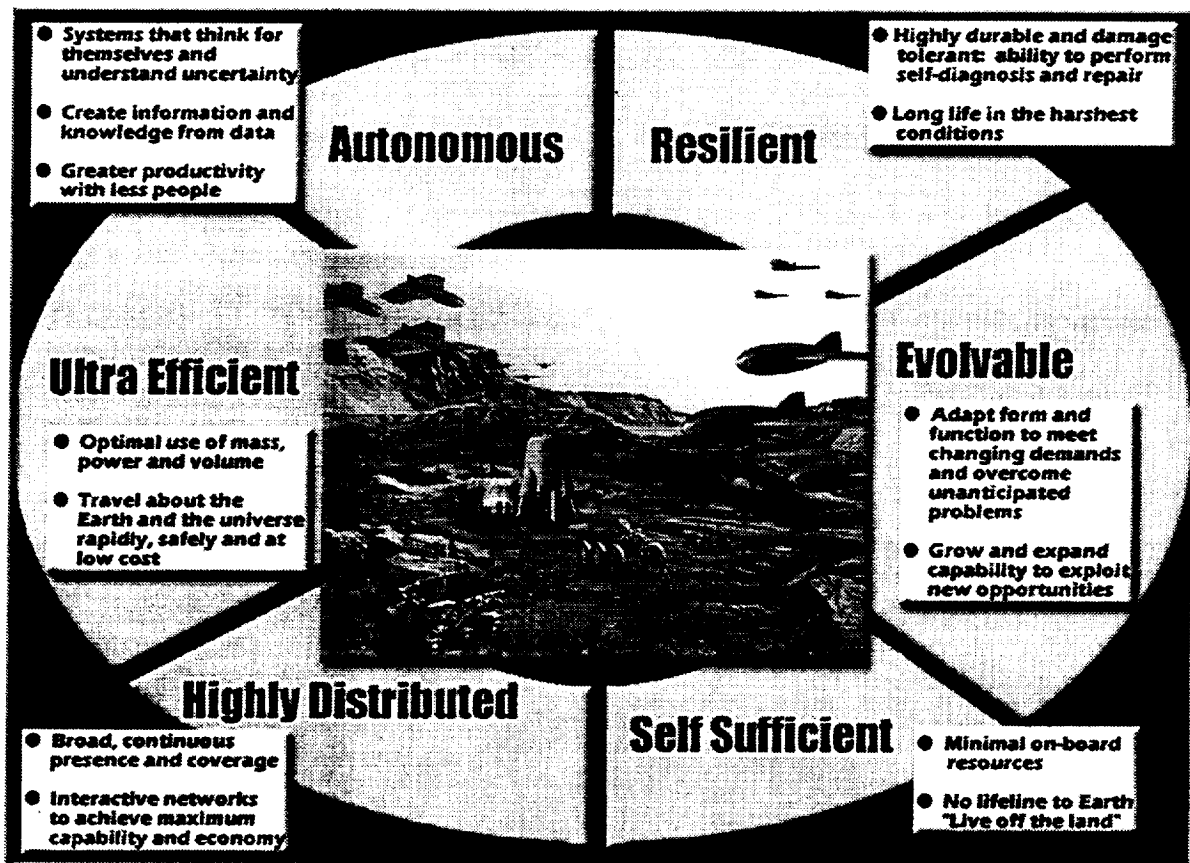 ● Systems that think for
themselves and
understand uncertainty
● Create information and
knowledge from data
● Greater productivity
with less people
Autonomous
Resilient
● Highly durable and damage
tolerant: ability to perform
self-diagnosis and repair
● Long life in the harshest
conditions
Ultra Efficient
● Optimal use of mass,
power and volume
● Travel about the
Earth and the universe
rapidly, safely and at
low cost
Evolvable
● Adapt form and
function to meet
changing demands
and overcome
unanticipated
problems
● Grow and expand
capability to exploit
new opportunities
Highly Distributed
● Broad, continuous
presence and coverage
● Interactive networks
to achieve maximum
capability and economy
Self Sufficient
● Minimal on-board
resources
● No lifeline to Earth
"Live off the land"